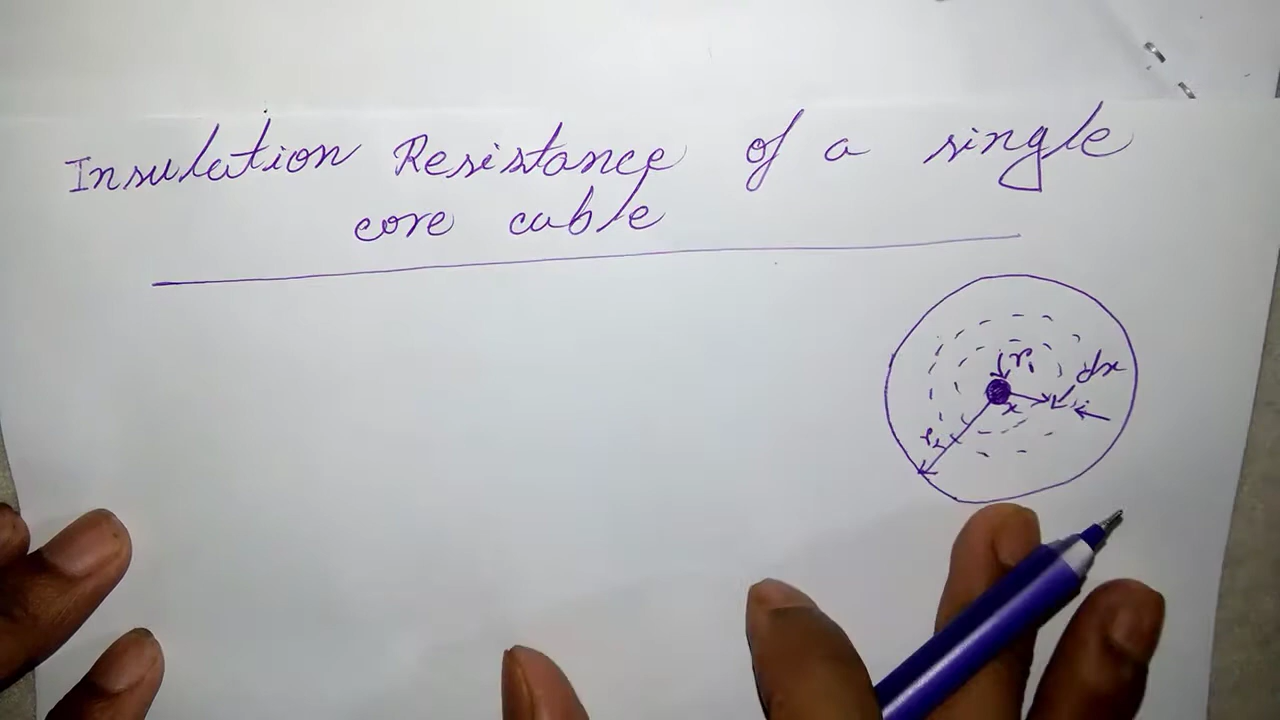 Insulation Resistance of a single
core cable
r₁
dx
x
r₂